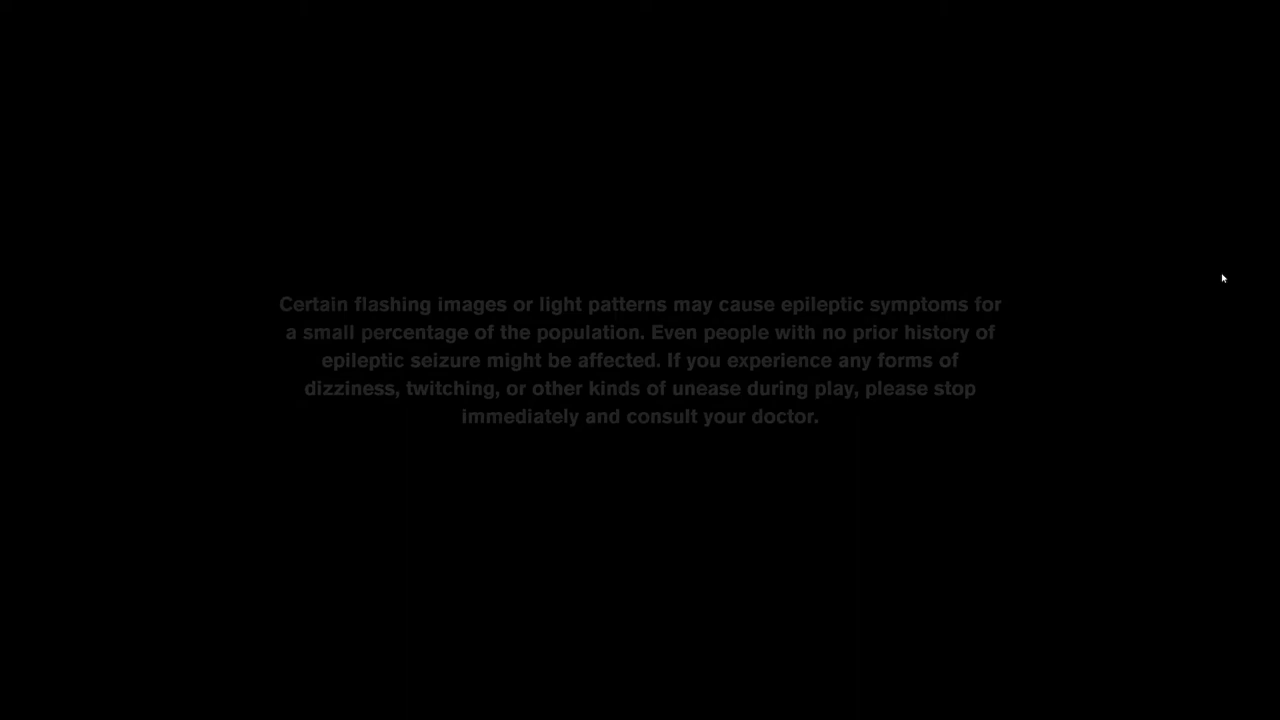 Certain flashing images or light patterns may cause epileptic symptoms for
a small percentage of the population. Even people with no prior history of
epileptic seizure might be affected. If you experience any forms of
dizziness, twitching, or other kinds of unease during play, please stop
immediately and consult your doctor.